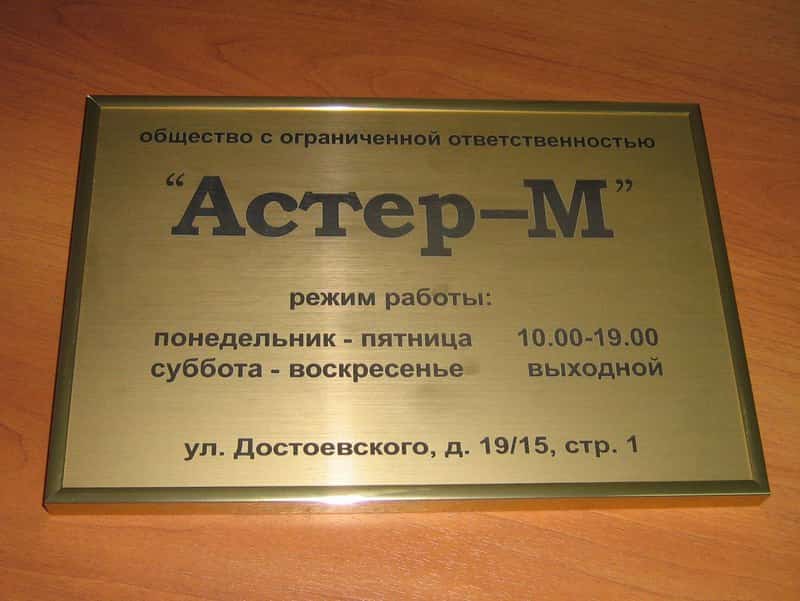 общество с ограниченной ответственностью
“Астер–М”
режим работы:
понедельник - пятница 10.00-19.00
суббота - воскресенье выходной
ул. Достоевского, д. 19/15, стр. 1